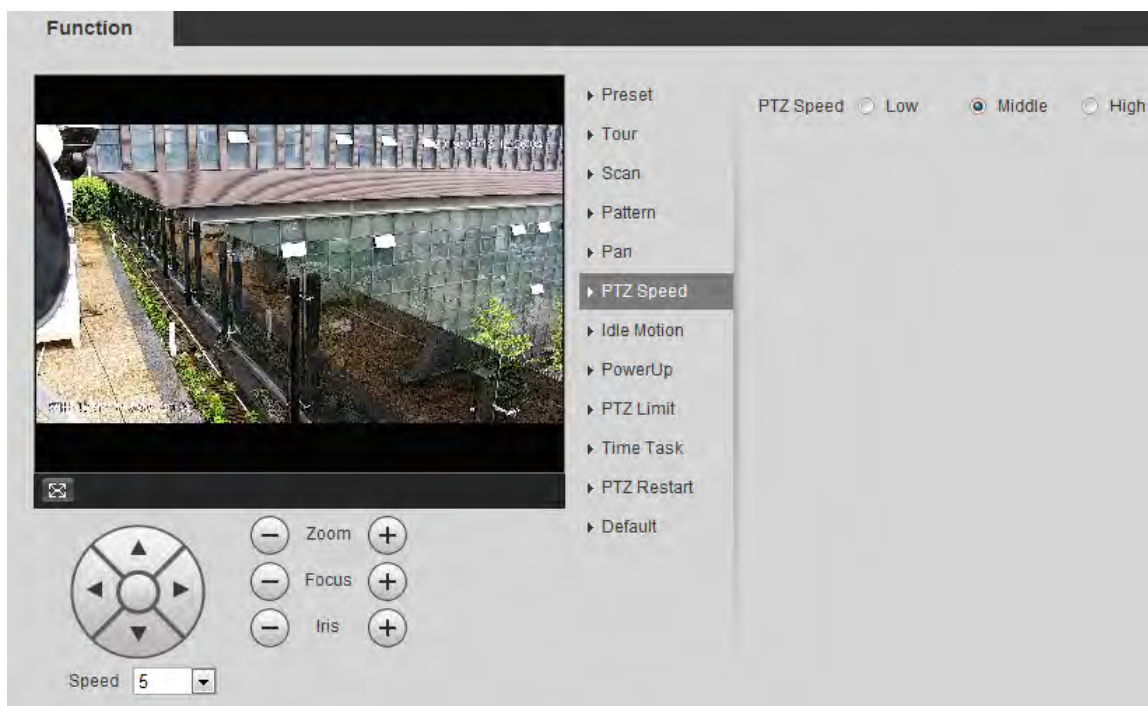 Function
Preset
Tour
Scan
Pattern
Pan
PTZ Speed
Idle Motion
PowerUp
PTZ Limit
Time Task
PTZ Restart
Default
PTZ Speed Low Middle High
Zoom
Focus
Iris
Speed 5